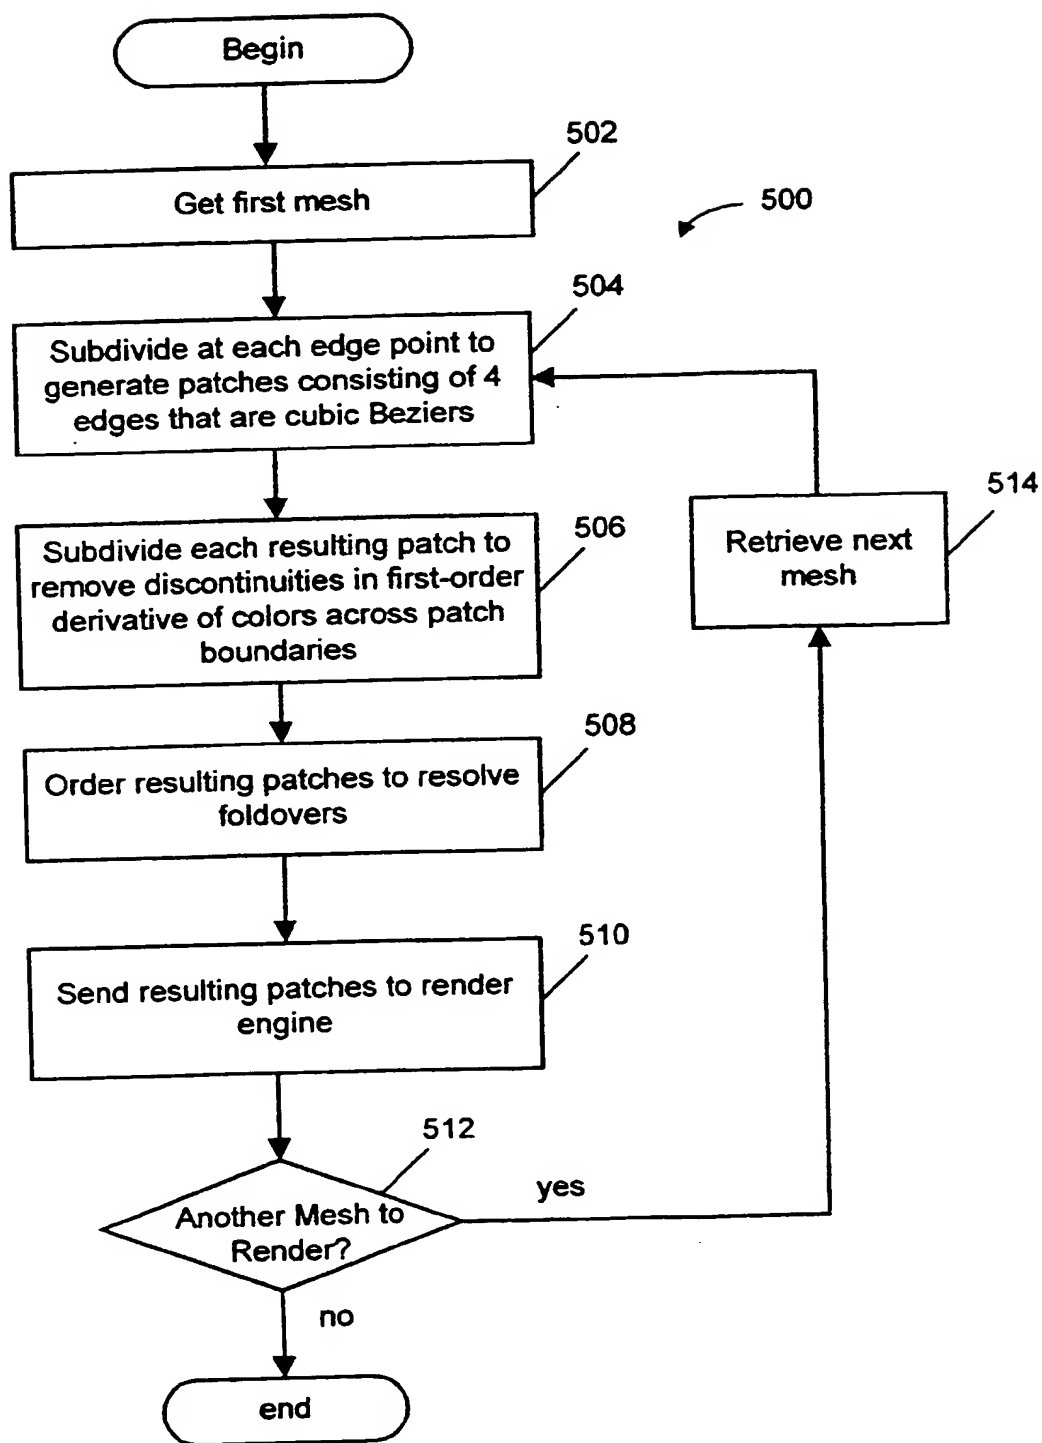 Begin
502
Get first mesh
500
504
Subdivide at each edge point to
generate patches consisting of 4
edges that are cubic Beziers
514
Retrieve next
mesh
506
Subdivide each resulting patch to
remove discontinuities in first-order
derivative of colors across patch
boundaries
508
Order resulting patches to resolve
foldovers
510
Send resulting patches to render
engine
512
Another Mesh to
Render?
yes
no
end